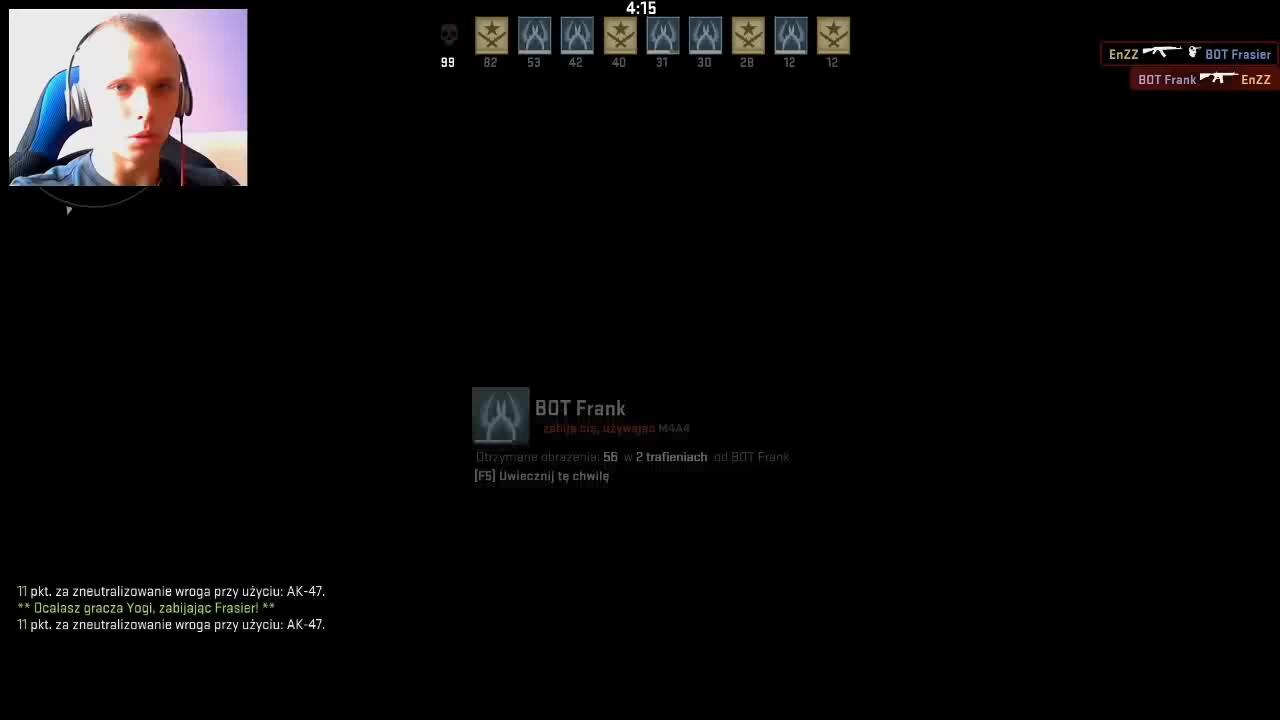 4:15
99 82 53 42 40 31 30 28 12 12
EnZZ BOT Frasier
BOT Frank EnZZ
BOT Frank
zabija cię, używając M4A4
Otrzymane obrażenia: 56 w 2 trafieniach od BOT Frank
[F5] Uwiecznij tę chwilę
11 pkt. za zneutralizowanie wroga przy użyciu: AK-47.
** Ocalasz gracza Yogi, zabijając Frasier! **
11 pkt. za zneutralizowanie wroga przy użyciu: AK-47.